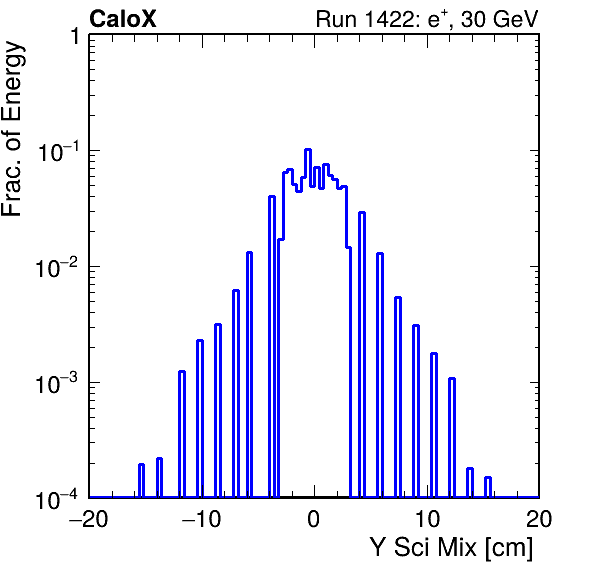 CaloX Run 1422: e⁺, 30 GeV
Frac. of Energy
1
10⁻¹
10⁻²
10⁻³
10⁻⁴
−20 −10 0 10 20
Y Sci Mix [cm]